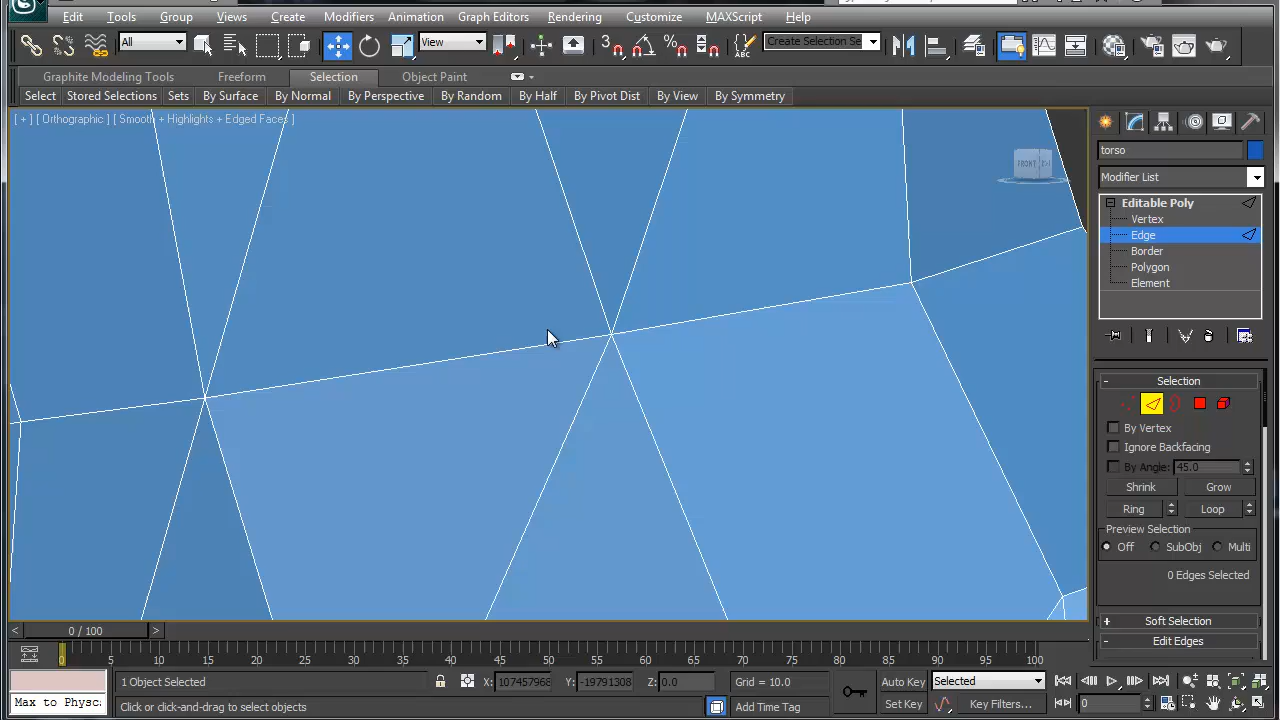 Edit Tools Group Views Create Modifiers Animation Graph Editors Rendering Customize MAXScript Help
All View Create Selection Se
Graphite Modeling Tools Freeform Selection Object Paint
Select Stored Selections Sets By Surface By Normal By Perspective By Random By Half By Pivot Dist By View By Symmetry
[ + ] [ Orthographic ] [ Smooth + Highlights + Edged Faces ]
FRONT
torso
Modifier List
Editable Poly
Vertex
Edge
Border
Polygon
Element
- Selection
By Vertex
Ignore Backfacing
By Angle: 45.0
Shrink Grow
Ring Loop
Preview Selection
Off SubObj Multi
0 Edges Selected
+ Soft Selection
- Edit Edges
< 0 / 100 >
0 5 10 15 20 25 30 35 40 45 50 55 60 65 70 75 80 85 90 95 100
1 Object Selected X: 107457968 Y: -19791308 Z: 0.0 Grid = 10.0 Auto Key Selected
Max to Physca Click or click-and-drag to select objects Add Time Tag Set Key Key Filters... 0